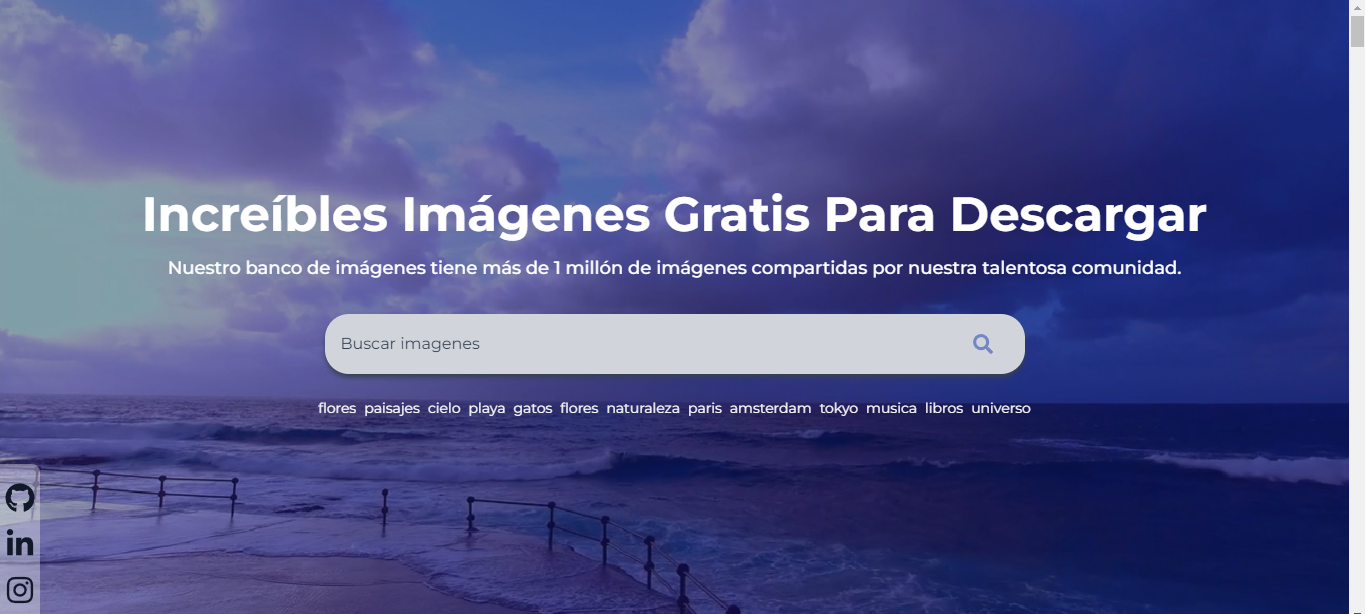 Increíbles Imágenes Gratis Para Descargar
Nuestro banco de imágenes tiene más de 1 millón de imágenes compartidas por nuestra talentosa comunidad.
Buscar imagenes
flores paisajes cielo playa gatos flores naturaleza paris amsterdam tokyo musica libros universo
in